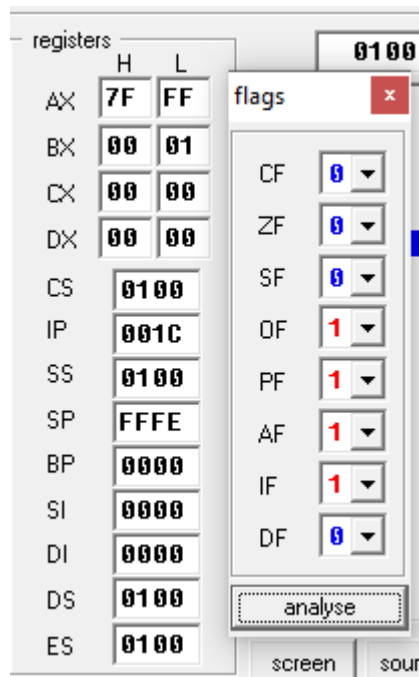 registers
H L
0100
AX 7F FF
BX 00 01
CX 00 00
DX 00 00
CS 0100
IP 001C
SS 0100
SP FFFE
BP 0000
SI 0000
DI 0000
DS 0100
ES 0100
flags x
CF 0
ZF 0
SF 0
OF 1
PF 1
AF 1
IF 1
DF 0
analyse
screen
sour